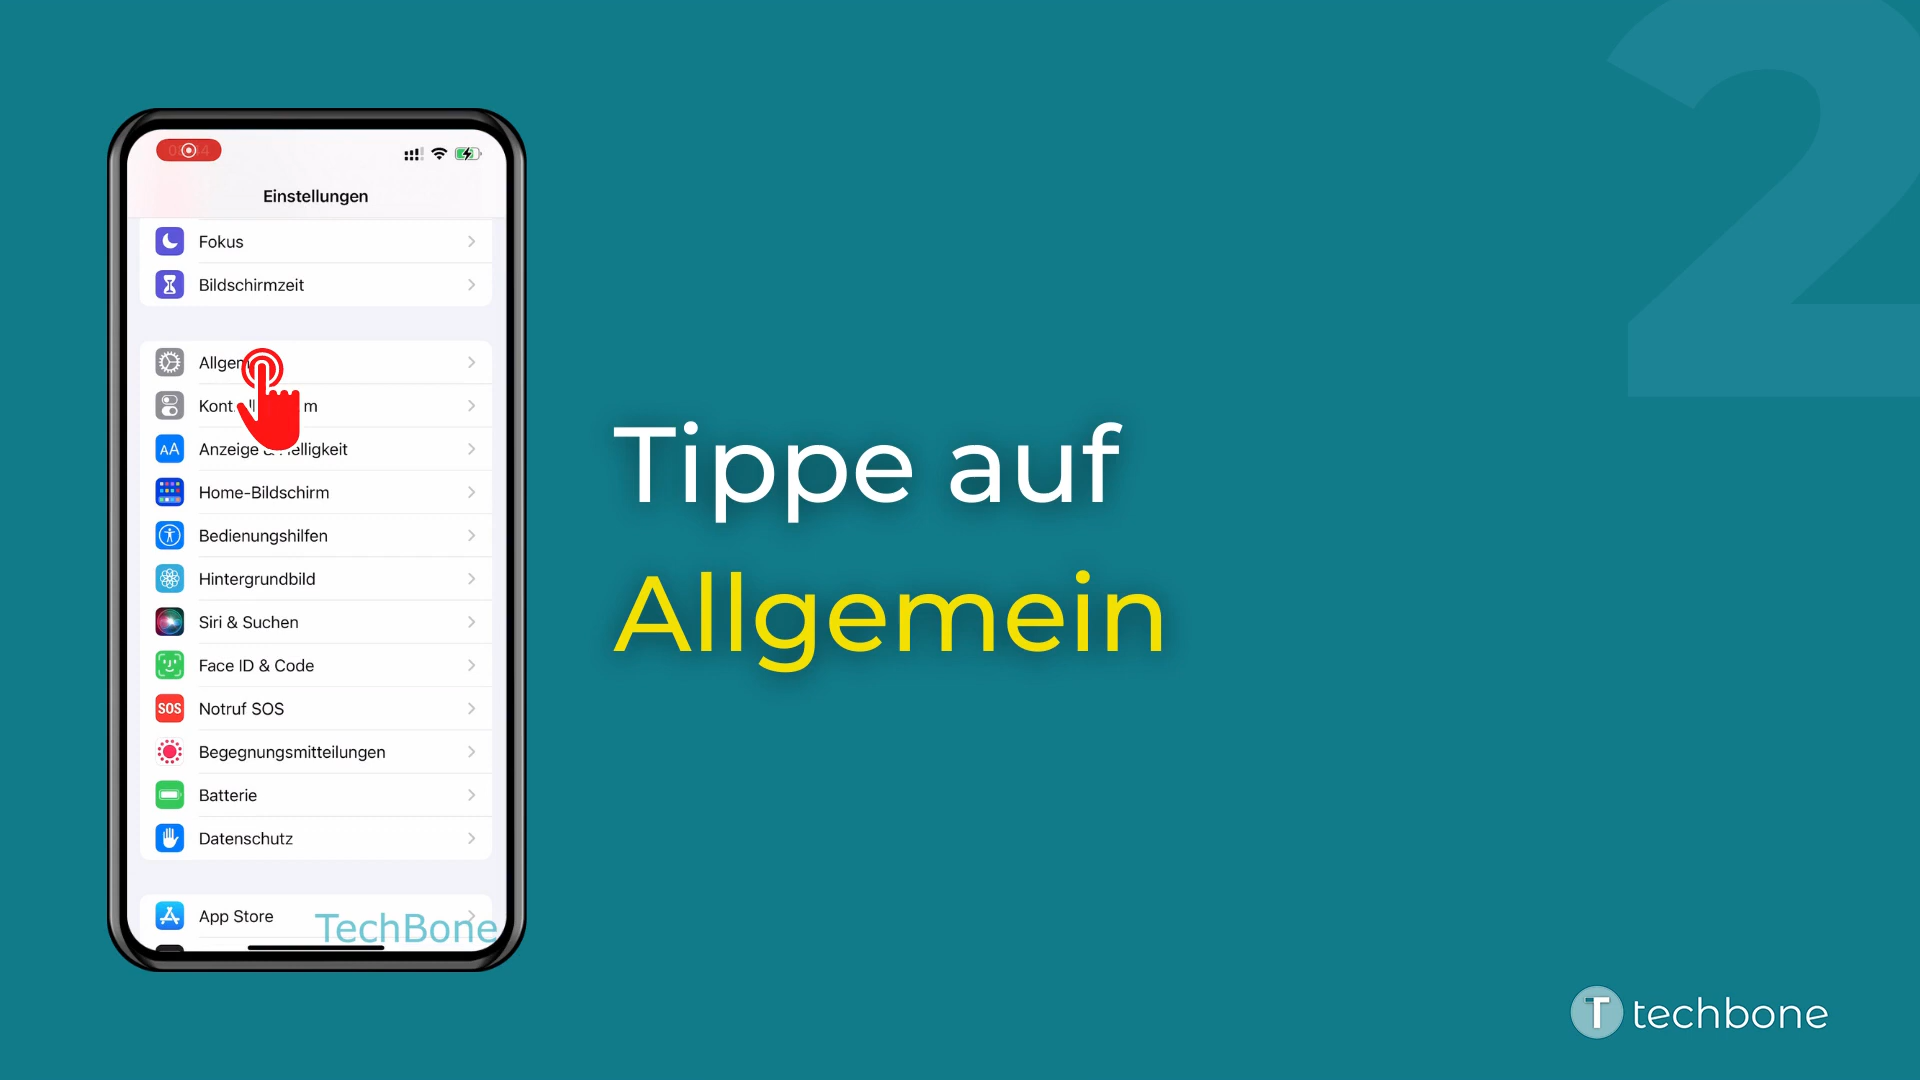 2
Einstellungen
Fokus
Bildschirmzeit
Anzeige &
Home-Bildschirm
Bedienungshilfen
Hintergrundbild
Siri & Suchen
Face ID & Code
SOS Notruf SOS
Begegnungsmitteilungen
Batterie
Datenschutz
App Store
TechBone
Tippe auf
Allgemein
T techbone